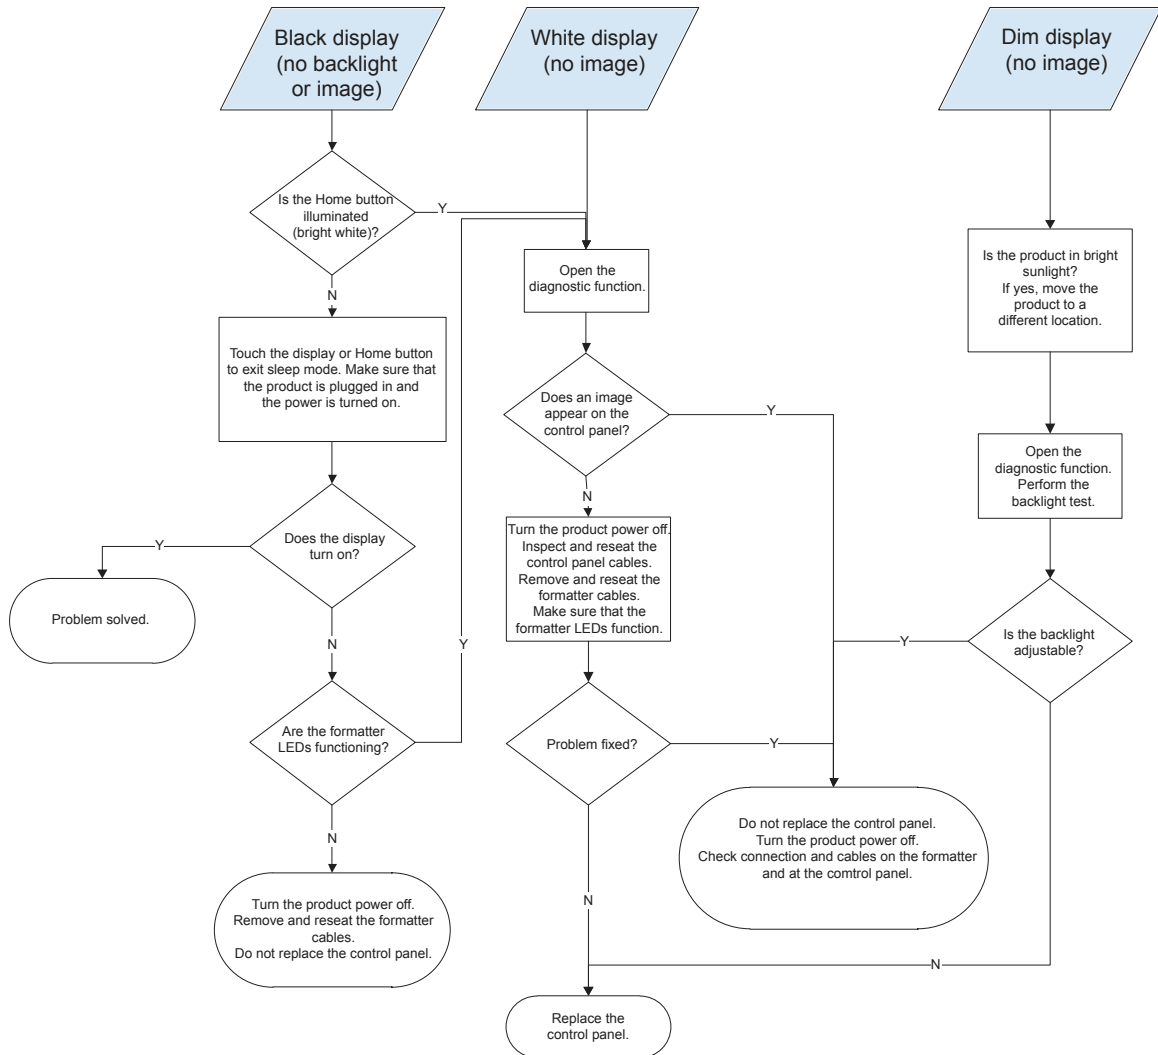 Black display
(no backlight
or image)
White display
(no image)
Dim display
(no image)
Is the Home button
illuminated
(bright white)?
Y
N
Touch the display or Home button
to exit sleep mode. Make sure that
the product is plugged in and
the power is turned on.
Does the display
turn on?
Y
Problem solved.
N
Are the formatter
LEDs functioning?
Y
N
Turn the product power off.
Remove and reseat the formatter
cables.
Do not replace the control panel.
Open the
diagnostic function.
Does an image
appear on the
control panel?
Y
N
Turn the product power off.
Inspect and reseat the
control panel cables.
Remove and reseat the
formatter cables.
Make sure that the
formatter LEDs function.
Problem fixed?
Y
N
Is the product in bright
sunlight?
If yes, move the
product to a
different location.
Open the
diagnostic function.
Perform the
backlight test.
Is the backlight
adjustable?
Y
N
Do not replace the control panel.
Turn the product power off.
Check connection and cables on the formatter
and at the comtrol panel.
Replace the
control panel.